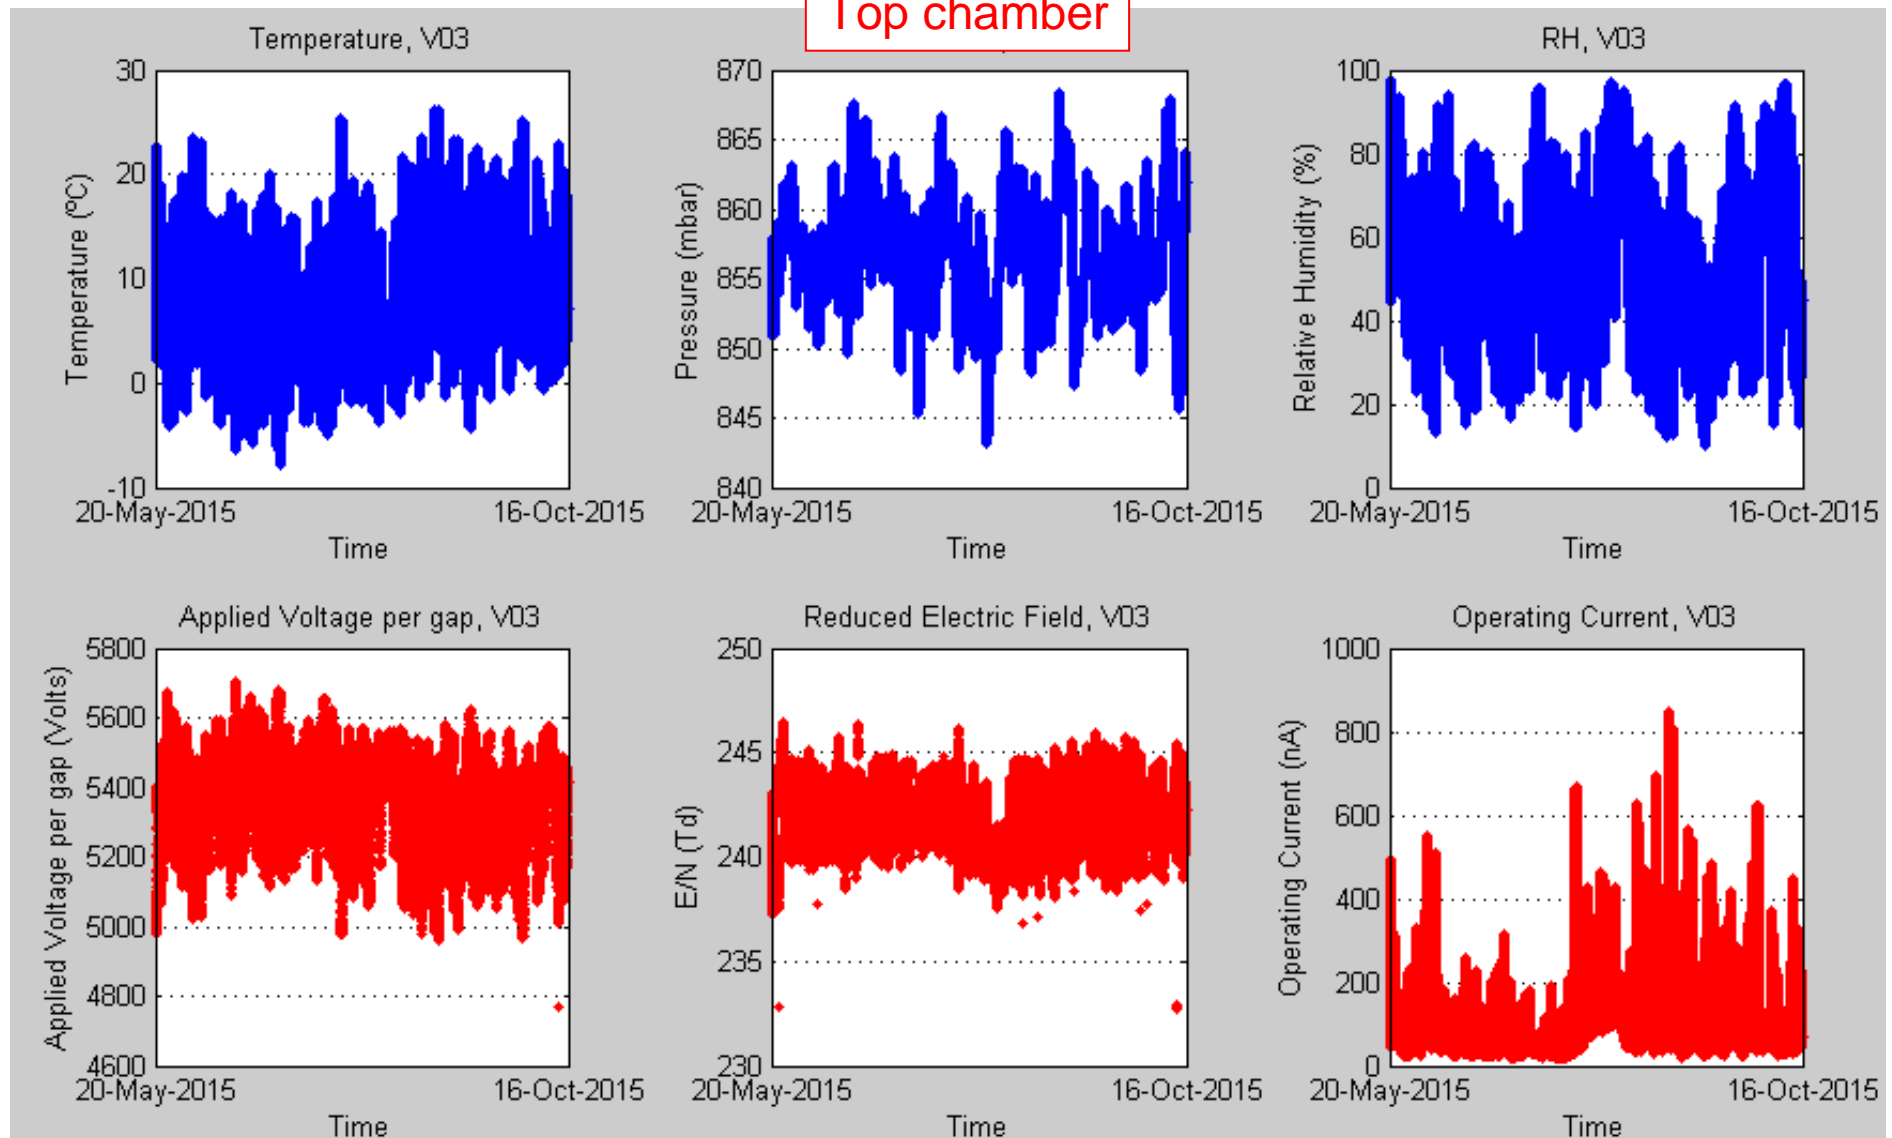 Top chamber
Temperature, V03
RH, V03
30
20
10
0
-10
Temperature (ºC)
20-May-2015
16-Oct-2015
Time
870
865
860
855
850
845
840
Pressure (mbar)
20-May-2015
16-Oct-2015
Time
100
80
60
40
20
0
Relative Humidity (%)
20-May-2015
16-Oct-2015
Time
Applied Voltage per gap, V03
5800
5600
5400
5200
5000
4800
4600
Applied Voltage per gap (Volts)
20-May-2015
16-Oct-2015
Time
Reduced Electric Field, V03
250
245
240
235
230
E/N (Td)
20-May-2015
16-Oct-2015
Time
Operating Current, V03
1000
800
600
400
200
0
Operating Current (nA)
20-May-2015
16-Oct-2015
Time